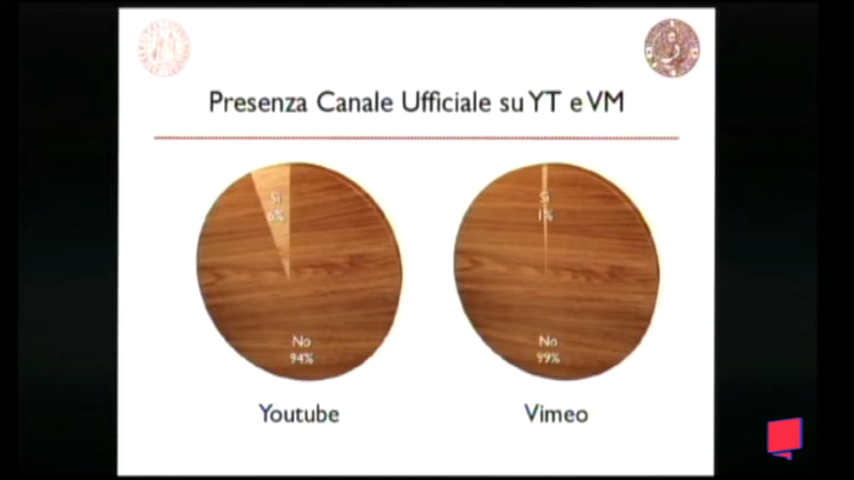 Presenza Canale Ufficiale su YT e VM
Si
6%
No
94%
Youtube
Si
1%
No
99%
Vimeo